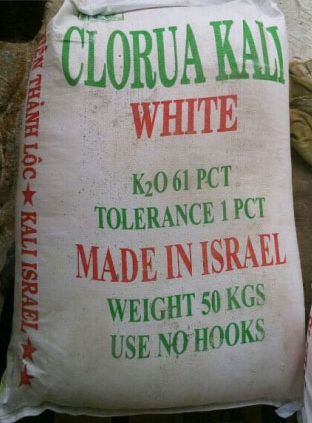 CLORUA KALI
WHITE
K₂O 61 PCT
TOLERANCE 1 PCT
MADE IN ISRAEL
WEIGHT 50 KGS
USE NO HOOKS
THÀNH LỘC ★ KALI ISRAEL ★